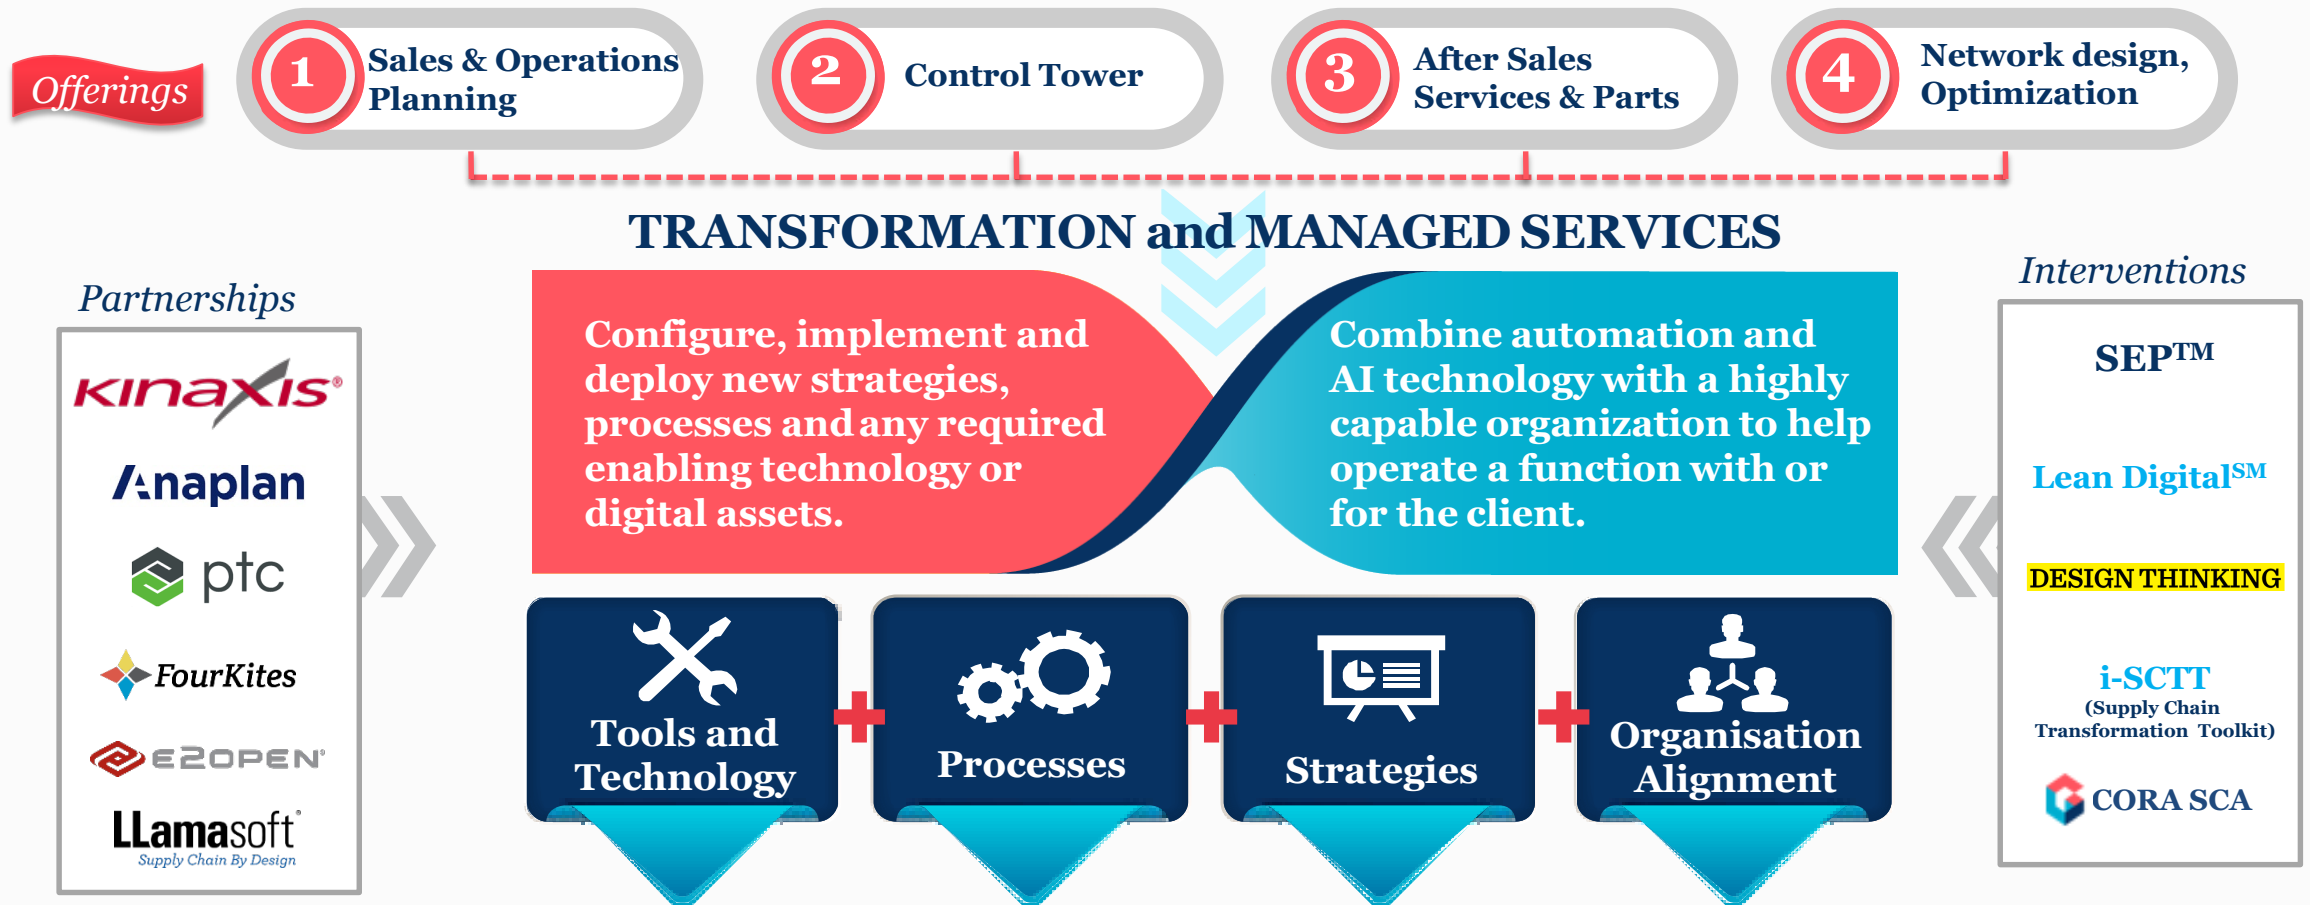 Offerings
1
Sales & Operations
Planning
2
Control Tower
3
After Sales
Services & Parts
4
Network design,
Optimization
TRANSFORMATION and MANAGED SERVICES
Partnerships
KINAXIS®
Anaplan
ptc
FourKites
E2OPEN®
LLamasoft®
Supply Chain By Design
Configure, implement and
deploy new strategies,
processes and any required
enabling technology or
digital assets.
Combine automation and
AI technology with a highly
capable organization to help
operate a function with or
for the client.
Tools and
Technology
Processes
Strategies
Organisation
Alignment
Interventions
SEP™
Lean Digital℠
DESIGN THINKING
i-SCTT
(Supply Chain
Transformation Toolkit)
CORA SCA